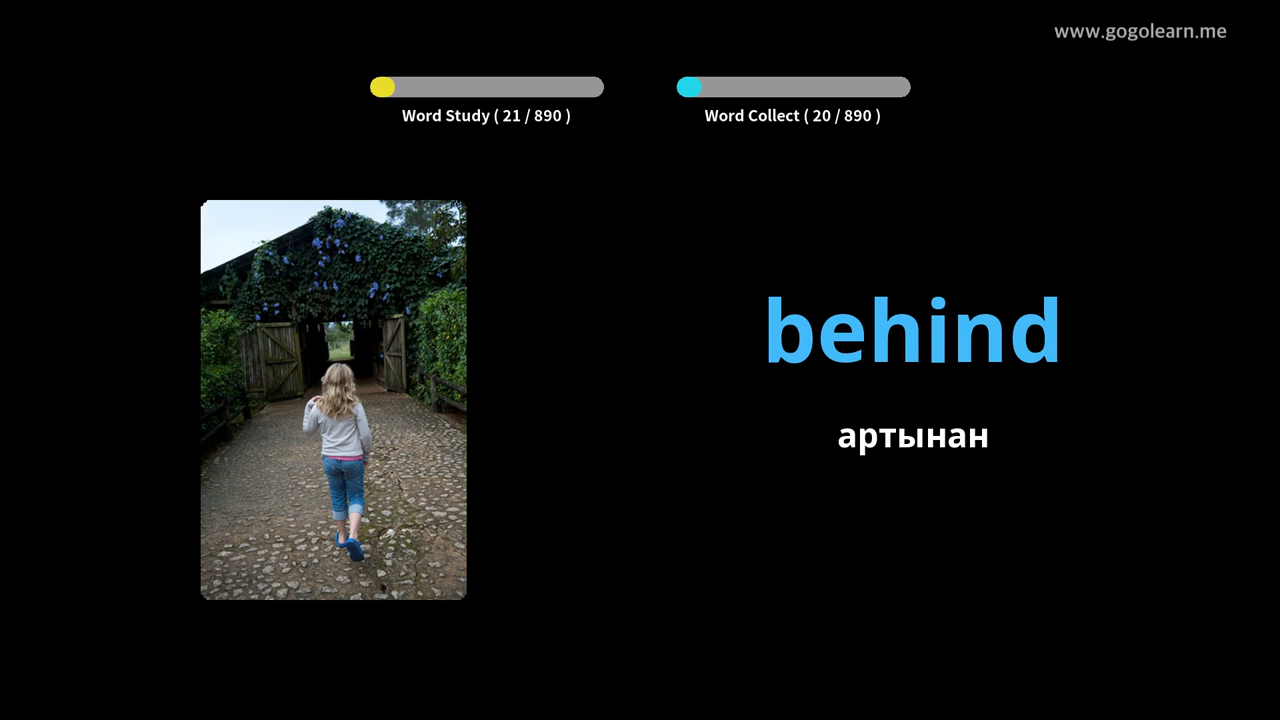 www.gogolearn.me
Word Study ( 21 / 890 )
Word Collect ( 20 / 890 )
behind
артынан